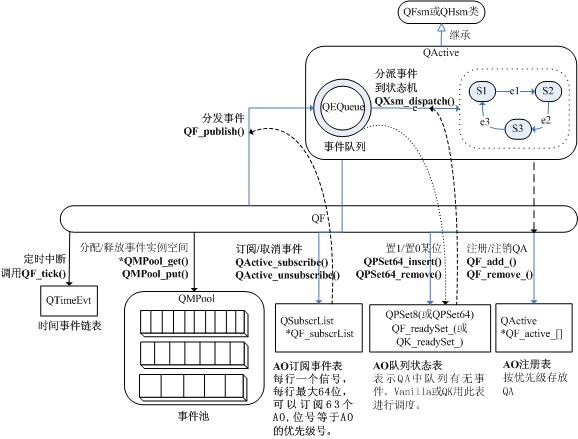 QFsm或QHsm类
继承
QActive
分派事件
到状态机
QXsm_dispatch()
QEQueue
事件队列
e
S1
e1
S2
e3
e2
S3
分发事件
QF_publish()
QF
定时中断
调用QF_tick()
分配/释放事件实例空间
*QMPool_get()
QMPool_put()
订阅/取消事件
QActive_subscribe()
QActive_unsubscribe()
置1/置0某位
QPSet64_insert()
QPSet64_remove()
注册/注销QA
QF_add_()
QF_remove_()
QTimeEvt
时间事件链表
QMPool
事件池
QSubscrList
*QF_subscrList
AO订阅事件表
每行一个信号,
每行最大64位,
可以订阅63个
AO,位号等于AO
的优先级号。
QPSet8(或QPSet64)
QF_readySet_(或
QK_readySet_)
AO队列状态表
表示QA中队列有无事
件。Vanilla或QK用此表
进行调度。
QActive
*QF_active_[]
AO注册表
按优先级存放
QA